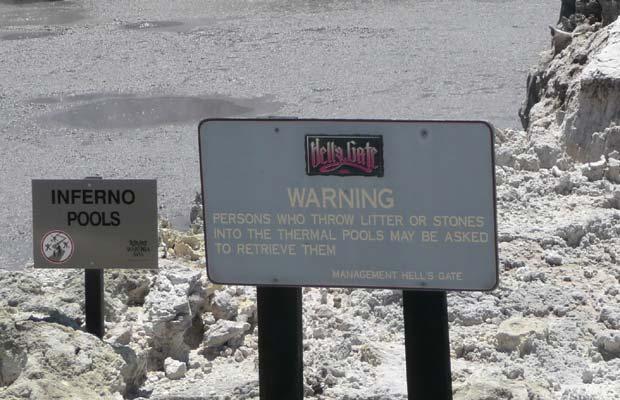 INFERNO
POOLS
Hells Gate
WARNING
PERSONS WHO THROW LITTER OR STONES
INTO THE THERMAL POOLS MAY BE ASKED
TO RETRIEVE THEM
MANAGEMENT HELL'S GATE